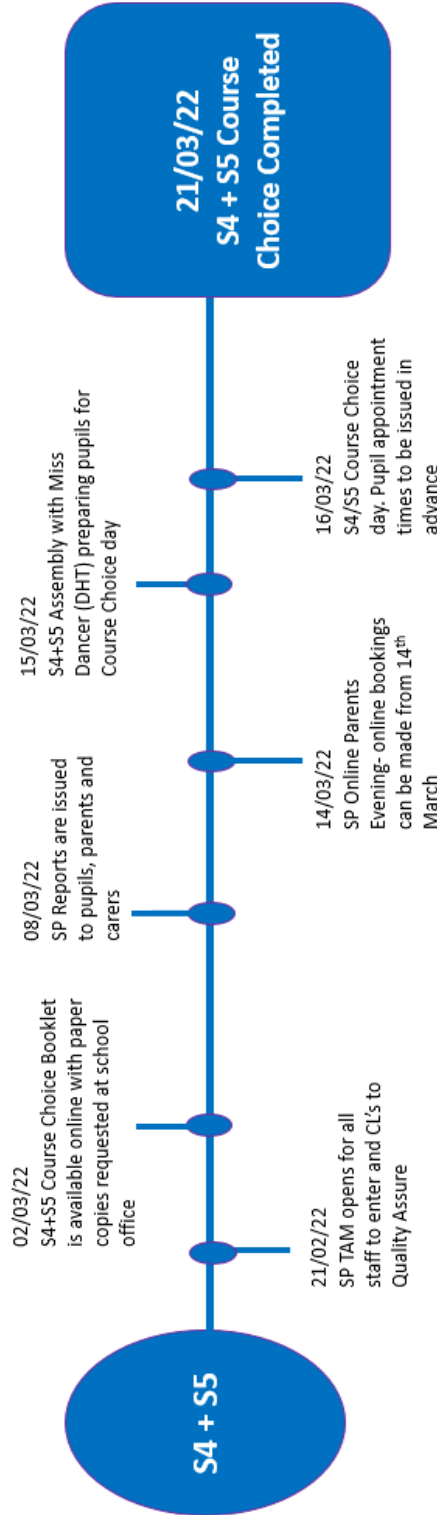 S4 + S5
21/02/22
SP TAM opens for all
staff to enter and CL's to
Quality Assure
02/03/22
S4+S5 Course Choice Booklet
is available online with paper
copies requested at school
office
08/03/22
SP Reports are issued
to pupils, parents and
carers
14/03/22
SP Online Parents
Evening- online bookings
can be made from 14th
March
15/03/22
S4+S5 Assembly with Miss
Dancer (DHT) preparing pupils for
Course Choice day
16/03/22
S4/S5 Course Choice
day. Pupil appointment
times to be issued in
advance
21/03/22
S4 + S5 Course
Choice Completed